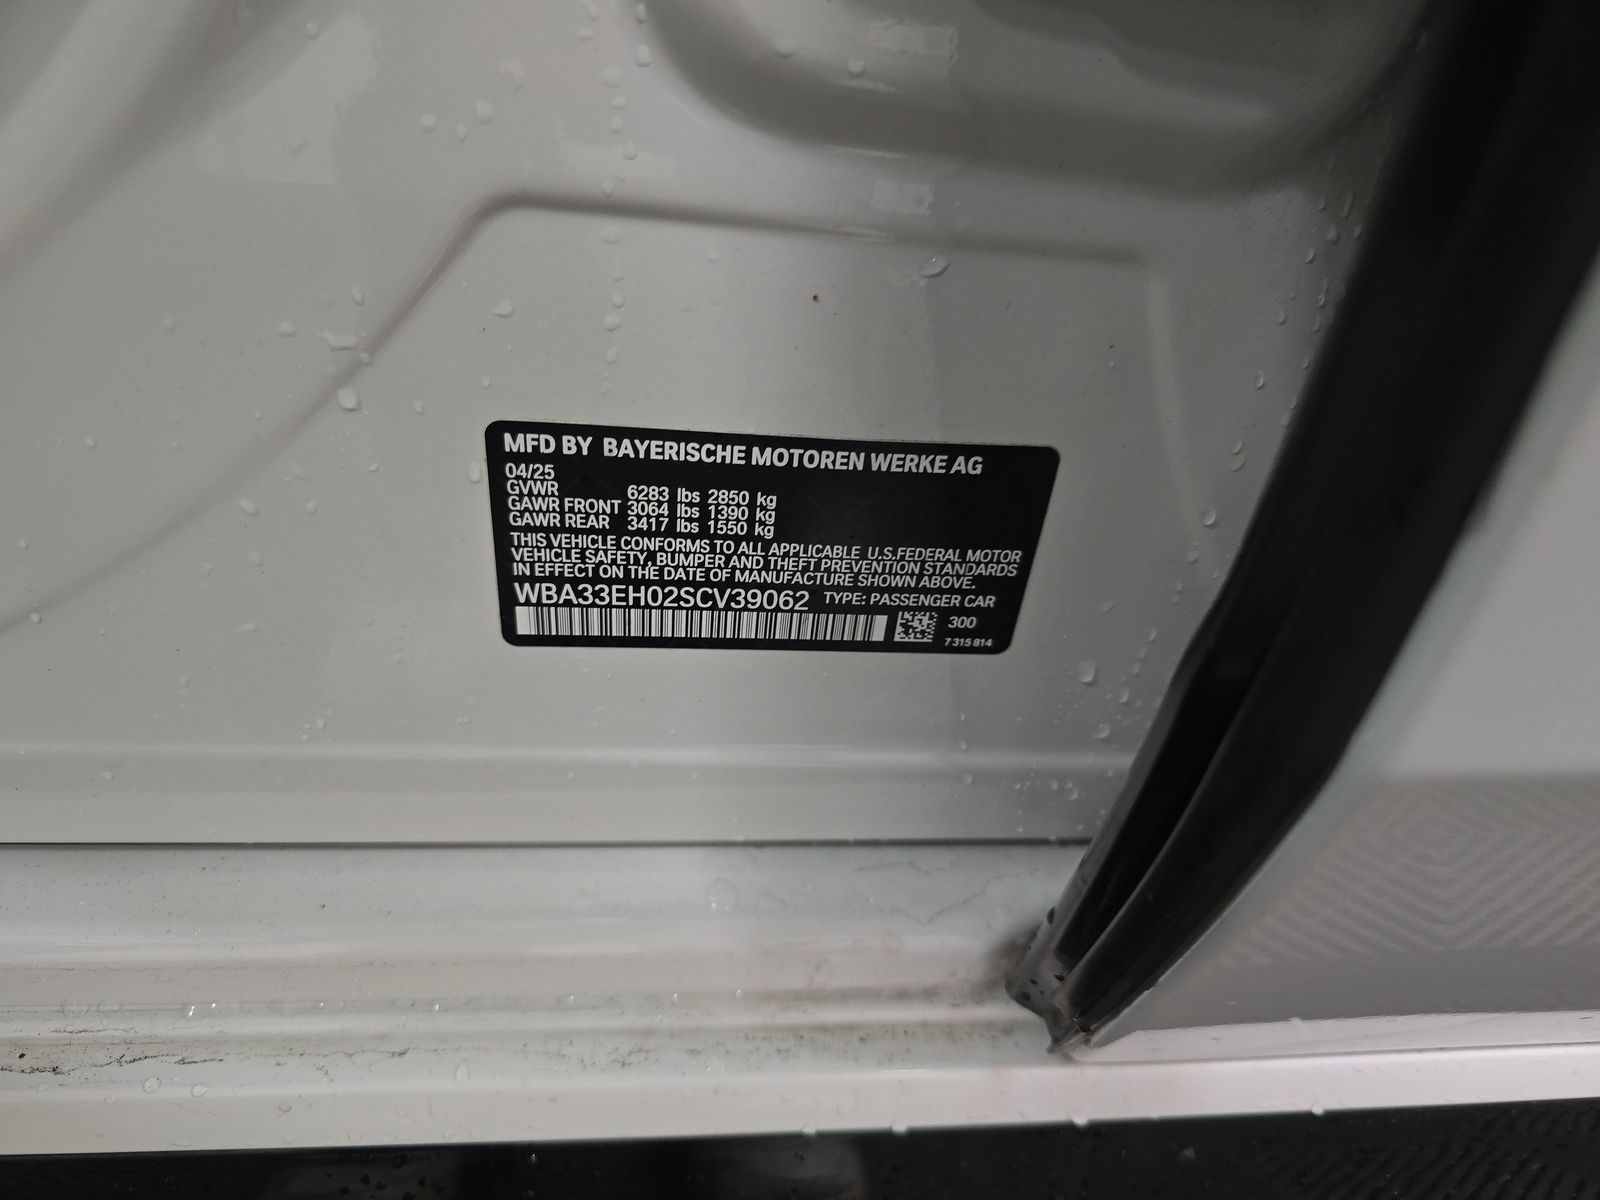 MFD BY BAYERISCHE MOTOREN WERKE AG
04/25
GVWR 6283 lbs 2850 kg
GAWR FRONT 3064 lbs 1390 kg
GAWR REAR 3417 lbs 1550 kg
THIS VEHICLE CONFORMS TO ALL APPLICABLE U.S.FEDERAL MOTOR
VEHICLE SAFETY, BUMPER AND THEFT PREVENTION STANDARDS
IN EFFECT ON THE DATE OF MANUFACTURE SHOWN ABOVE.
WBA33EH02SCV39062 TYPE: PASSENGER CAR
300
7 315 814